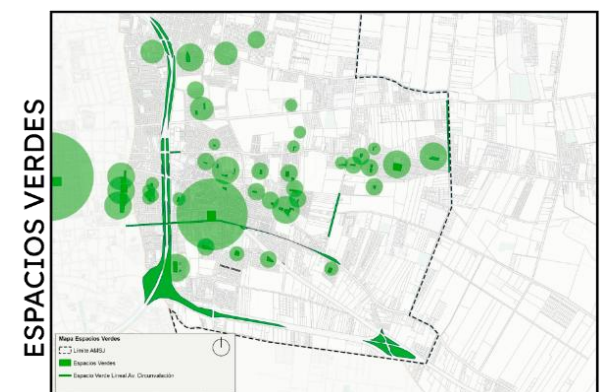 ESPACIOS VERDES
Mapa Espacios Verdes
Límite AMSJ
Espacios Verdes
Espacio Verde Lineal Av. Circunvalación